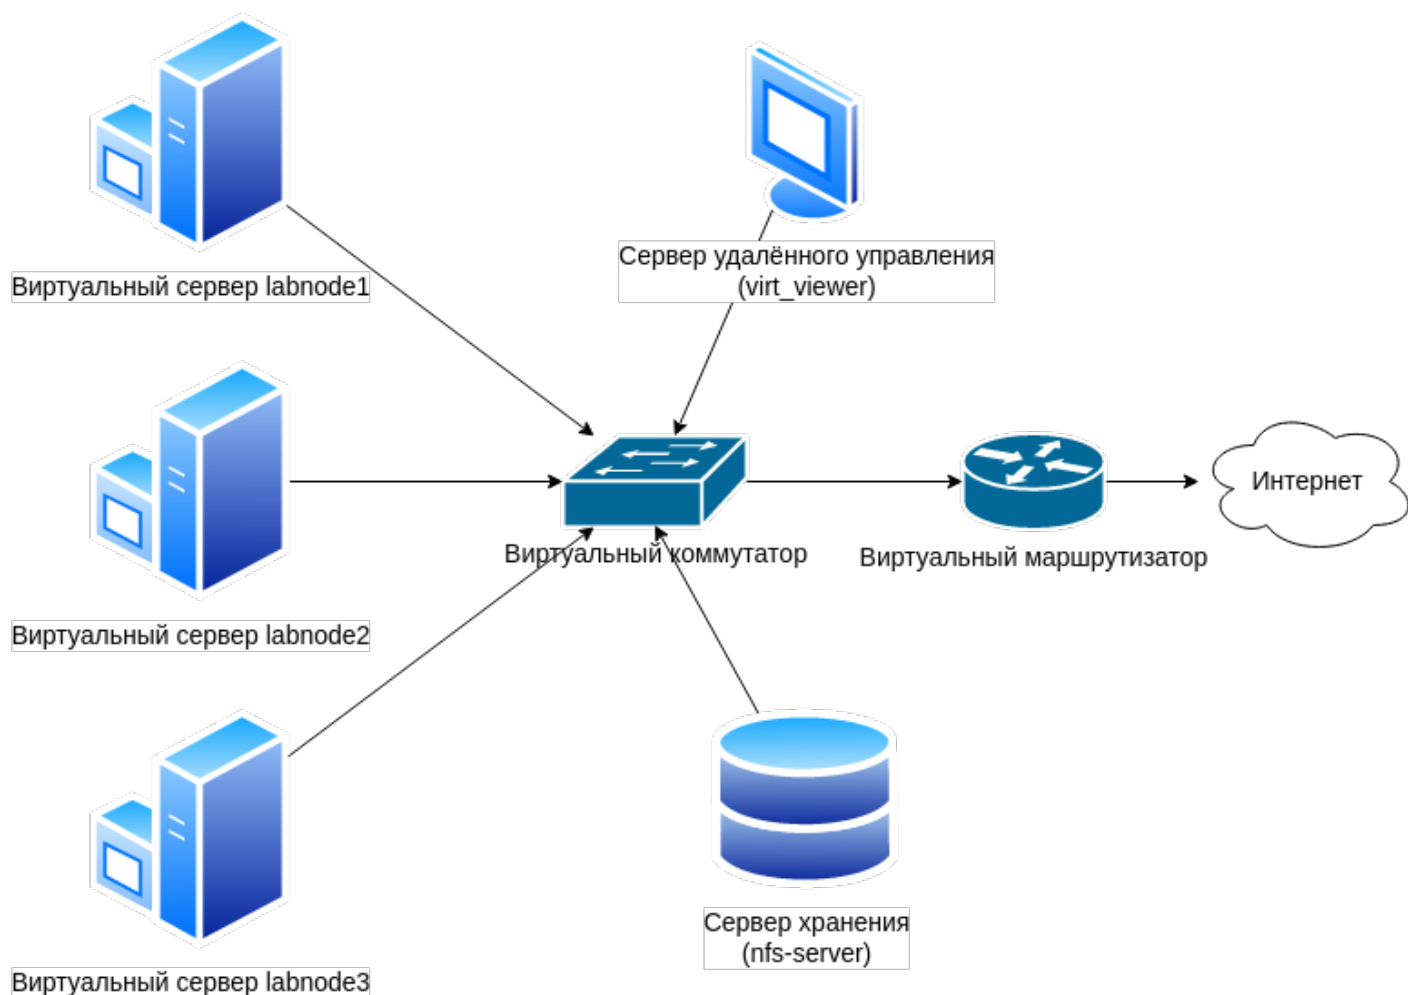 Виртуальный сервер labnode1
Сервер удалённого управления
(virt_viewer)
Интернет
Виртуальный коммутатор
Виртуальный маршрутизатор
Виртуальный сервер labnode2
Сервер хранения
(nfs-server)
Виртуальный сервер labnode3